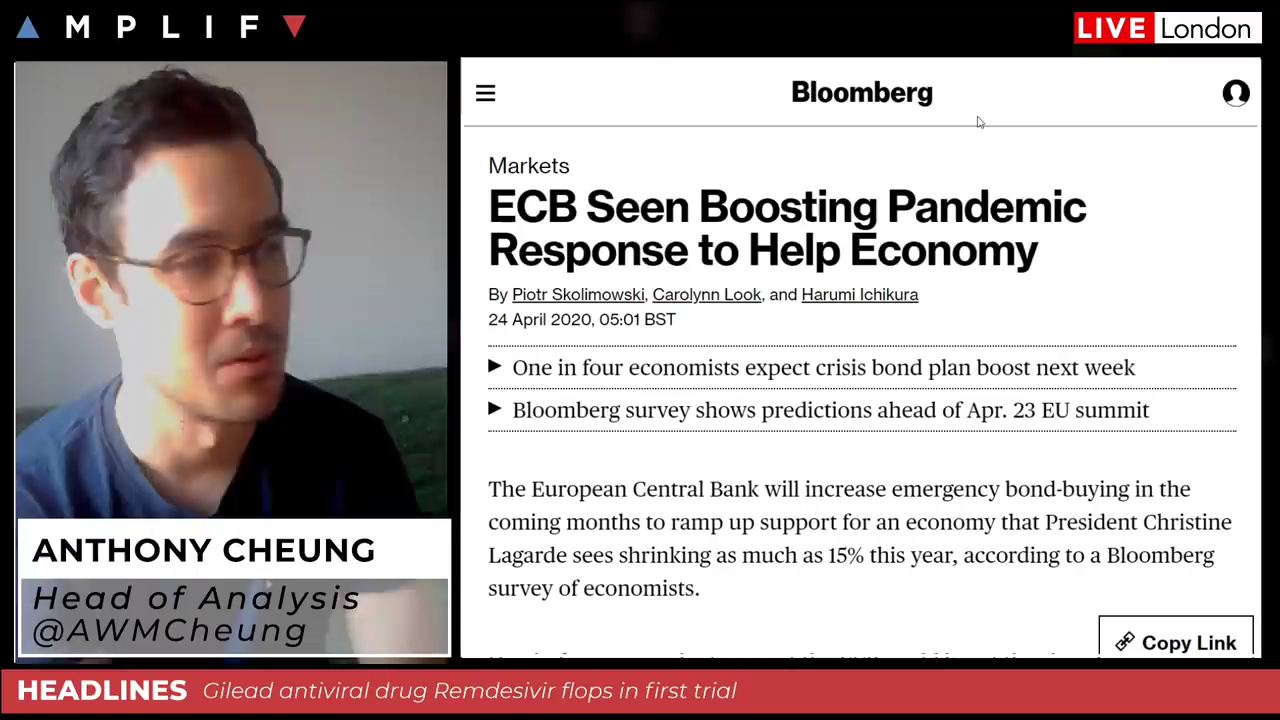 AMPLIFY
LIVE London
Bloomberg
Markets
ECB Seen Boosting Pandemic
Response to Help Economy
By Piotr Skolimowski, Carolynn Look, and Harumi Ichikura
24 April 2020, 05:01 BST
One in four economists expect crisis bond plan boost next week
Bloomberg survey shows predictions ahead of Apr. 23 EU summit
The European Central Bank will increase emergency bond-buying in the
coming months to ramp up support for an economy that President Christine
Lagarde sees shrinking as much as 15% this year, according to a Bloomberg
survey of economists.
Copy Link
ANTHONY CHEUNG
Head of Analysis
@AWMCheung
HEADLINES Gilead antiviral drug Remdesivir flops in first trial